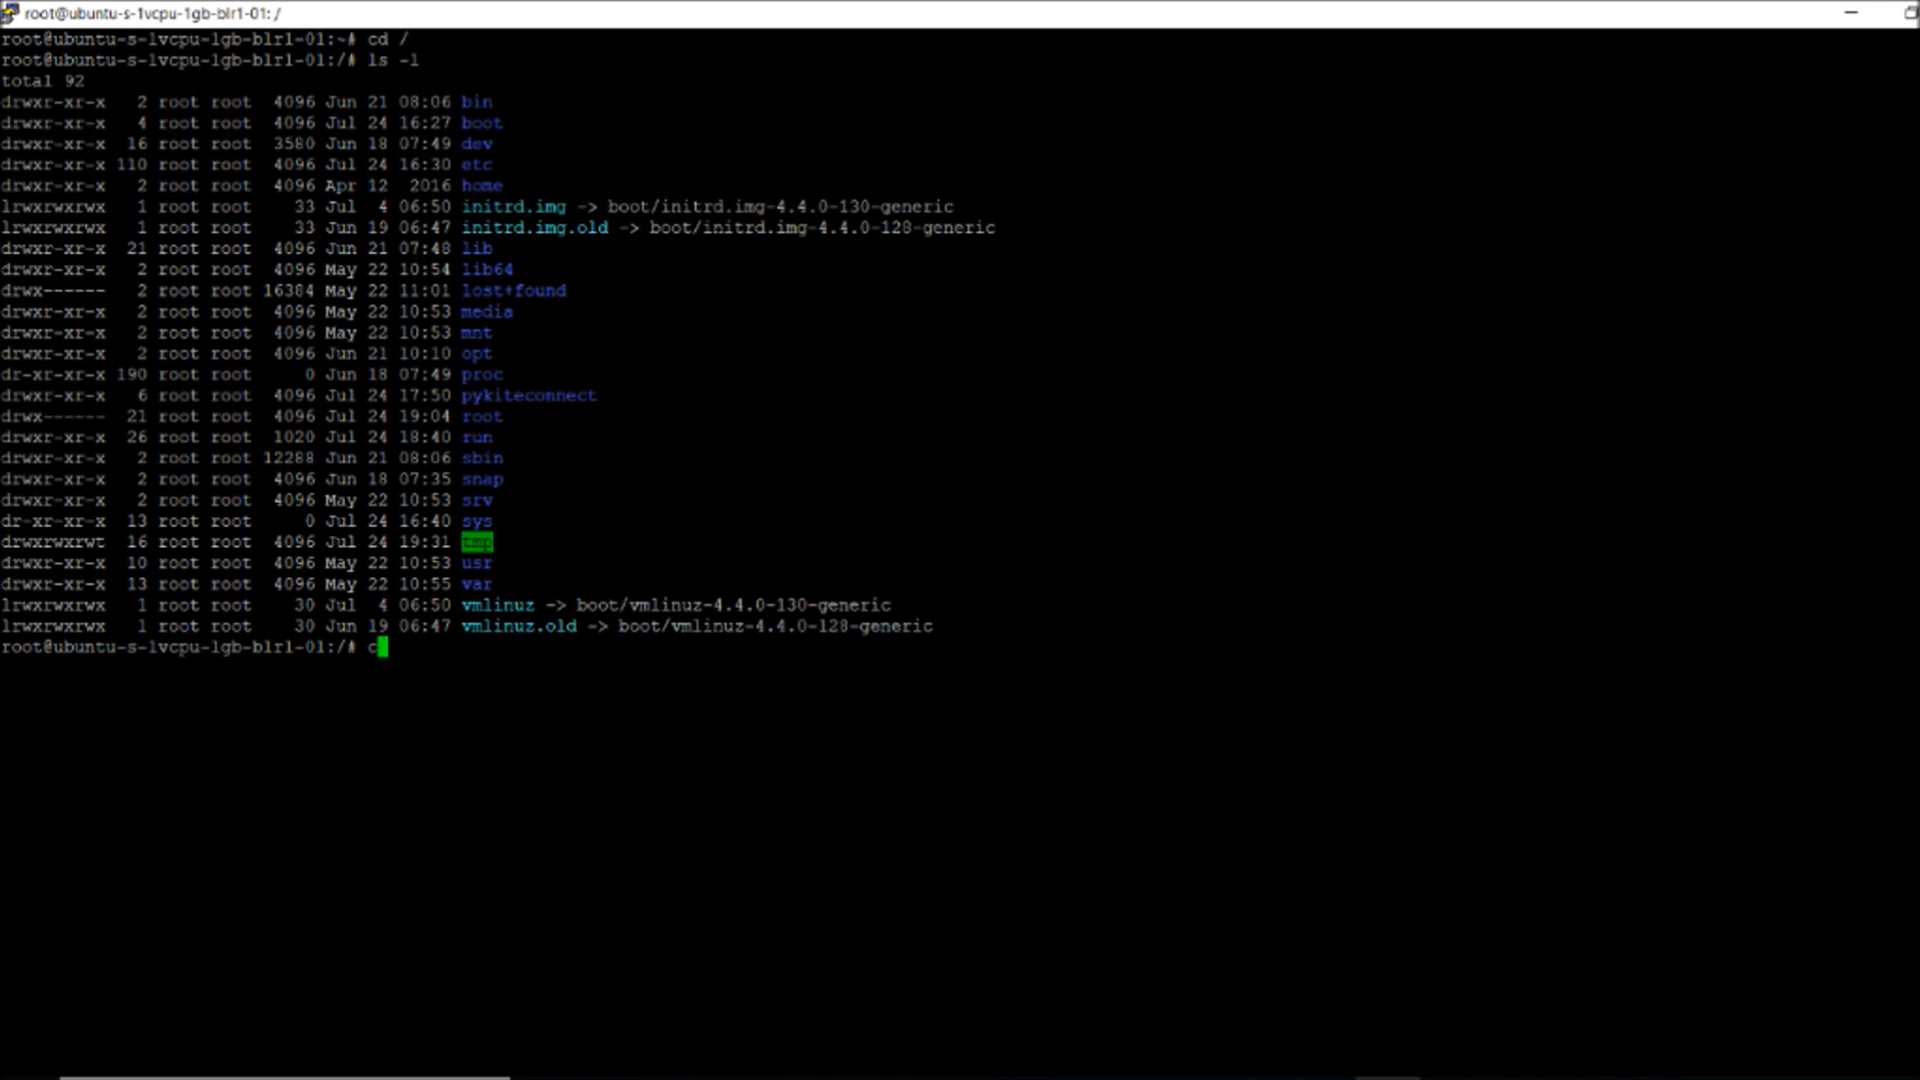 root@ubuntu-s-1vcpu-1gb-blr1-01: /
root@ubuntu-s-1vcpu-1gb-blr1-01:~# cd /
root@ubuntu-s-1vcpu-1gb-blr1-01:/# ls -l
total 92
drwxr-xr-x   2 root root  4096 Jun 21 08:06 bin
drwxr-xr-x   4 root root  4096 Jul 24 16:27 boot
drwxr-xr-x  16 root root  3580 Jun 18 07:49 dev
drwxr-xr-x 110 root root  4096 Jul 24 16:30 etc
drwxr-xr-x   2 root root  4096 Apr 12  2016 home
lrwxrwxrwx   1 root root    33 Jul  4 06:50 initrd.img -> boot/initrd.img-4.4.0-130-generic
lrwxrwxrwx   1 root root    33 Jun 19 06:47 initrd.img.old -> boot/initrd.img-4.4.0-128-generic
drwxr-xr-x  21 root root  4096 Jun 21 07:48 lib
drwxr-xr-x   2 root root  4096 May 22 10:54 lib64
drwx------   2 root root 16384 May 22 11:01 lost+found
drwxr-xr-x   2 root root  4096 May 22 10:53 media
drwxr-xr-x   2 root root  4096 May 22 10:53 mnt
drwxr-xr-x   2 root root  4096 Jun 21 10:10 opt
dr-xr-xr-x 190 root root     0 Jun 18 07:49 proc
drwxr-xr-x   6 root root  4096 Jul 24 17:50 pykiteconnect
drwx------  21 root root  4096 Jul 24 19:04 root
drwxr-xr-x  26 root root  1020 Jul 24 18:40 run
drwxr-xr-x   2 root root 12288 Jun 21 08:06 sbin
drwxr-xr-x   2 root root  4096 Jun 18 07:35 snap
drwxr-xr-x   2 root root  4096 May 22 10:53 srv
dr-xr-xr-x  13 root root     0 Jul 24 16:40 sys
drwxrwxrwt  16 root root  4096 Jul 24 19:31 tmp
drwxr-xr-x  10 root root  4096 May 22 10:53 usr
drwxr-xr-x  13 root root  4096 May 22 10:55 var
lrwxrwxrwx   1 root root    30 Jul  4 06:50 vmlinuz -> boot/vmlinuz-4.4.0-130-generic
lrwxrwxrwx   1 root root    30 Jun 19 06:47 vmlinuz.old -> boot/vmlinuz-4.4.0-128-generic
root@ubuntu-s-1vcpu-1gb-blr1-01:/# c